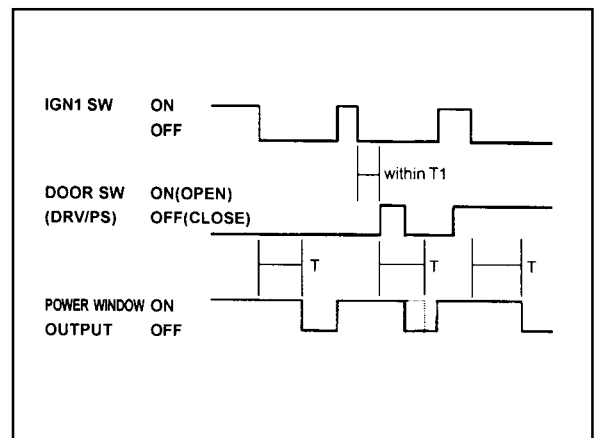 IGN1 SW ON
OFF
within T1
DOOR SW ON(OPEN)
(DRV/PS) OFF(CLOSE)
T T T
POWER WINDOW ON
OUTPUT OFF